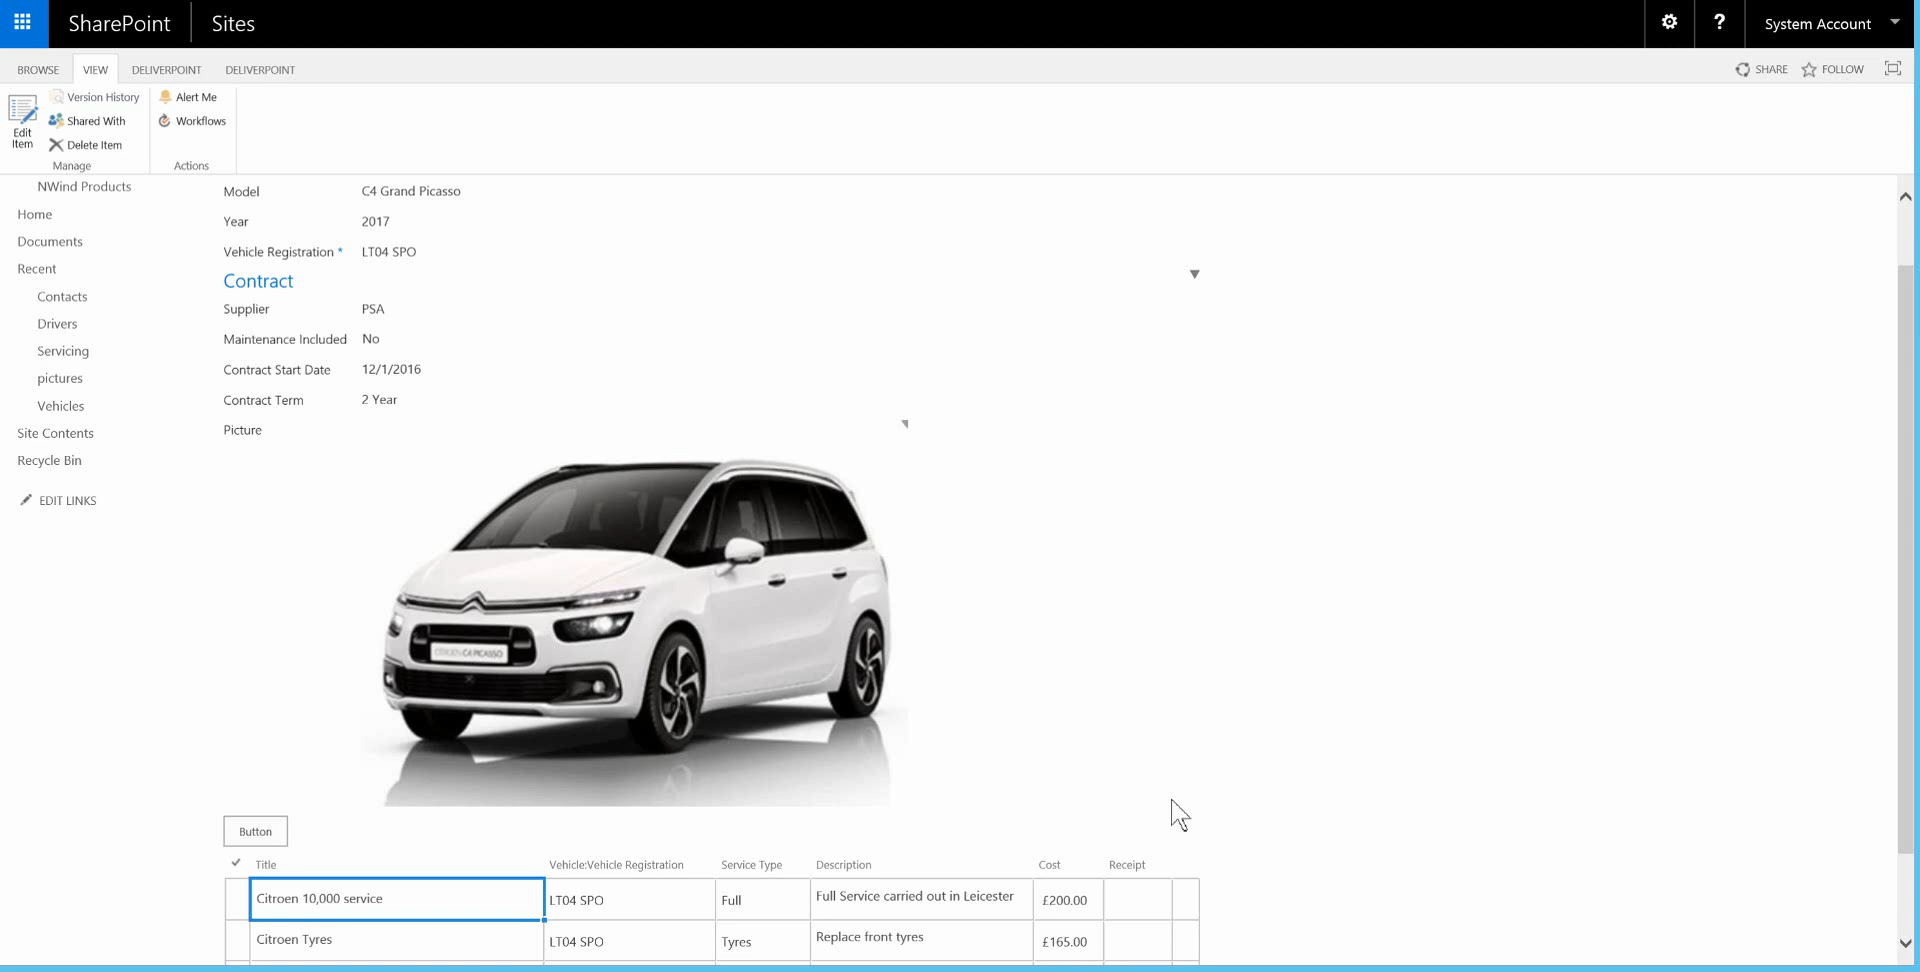 SharePoint Sites ? System Account
BROWSE VIEW DELIVERPOINT DELIVERPOINT SHARE FOLLOW
Edit Item
Version History
Shared With
Delete Item
Manage
Alert Me
Workflows
Actions
NWind Products
Home
Documents
Recent
Contacts
Drivers
Servicing
pictures
Vehicles
Site Contents
Recycle Bin
EDIT LINKS
Model C4 Grand Picasso
Year 2017
Vehicle Registration * LT04 SPO
Contract
Supplier PSA
Maintenance Included No
Contract Start Date 12/1/2016
Contract Term 2 Year
Picture
CITROEN C4 PICASSO
Button
Title Vehicle:Vehicle Registration Service Type Description Cost Receipt
Citroen 10,000 service LT04 SPO Full Full Service carried out in Leicester £200.00
Citroen Tyres LT04 SPO Tyres Replace front tyres £165.00